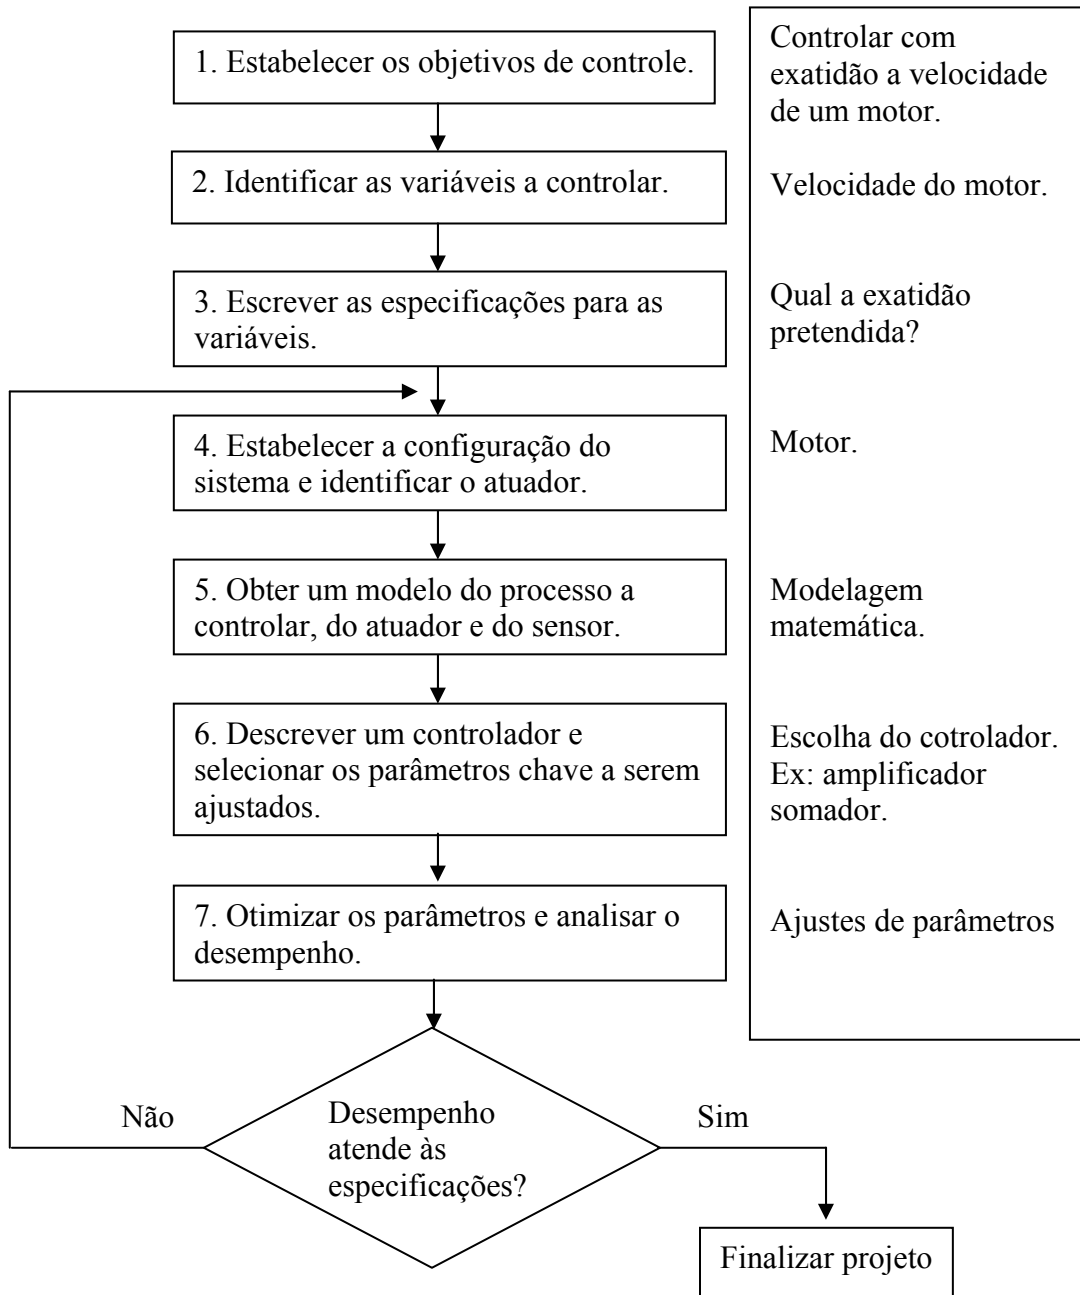 1. Estabelecer os objetivos de controle.
Controlar com
exatidão a velocidade
de um motor.
2. Identificar as variáveis a controlar.
Velocidade do motor.
3. Escrever as especificações para as
variáveis.
Qual a exatidão
pretendida?
4. Estabelecer a configuração do
sistema e identificar o atuador.
Motor.
5. Obter um modelo do processo a
controlar, do atuador e do sensor.
Modelagem
matemática.
6. Descrever um controlador e
selecionar os parâmetros chave a serem
ajustados.
Escolha do cotrolador.
Ex: amplificador
somador.
7. Otimizar os parâmetros e analisar o
desempenho.
Ajustes de parâmetros
Não
Desempenho
atende às
especificações?
Sim
Finalizar projeto